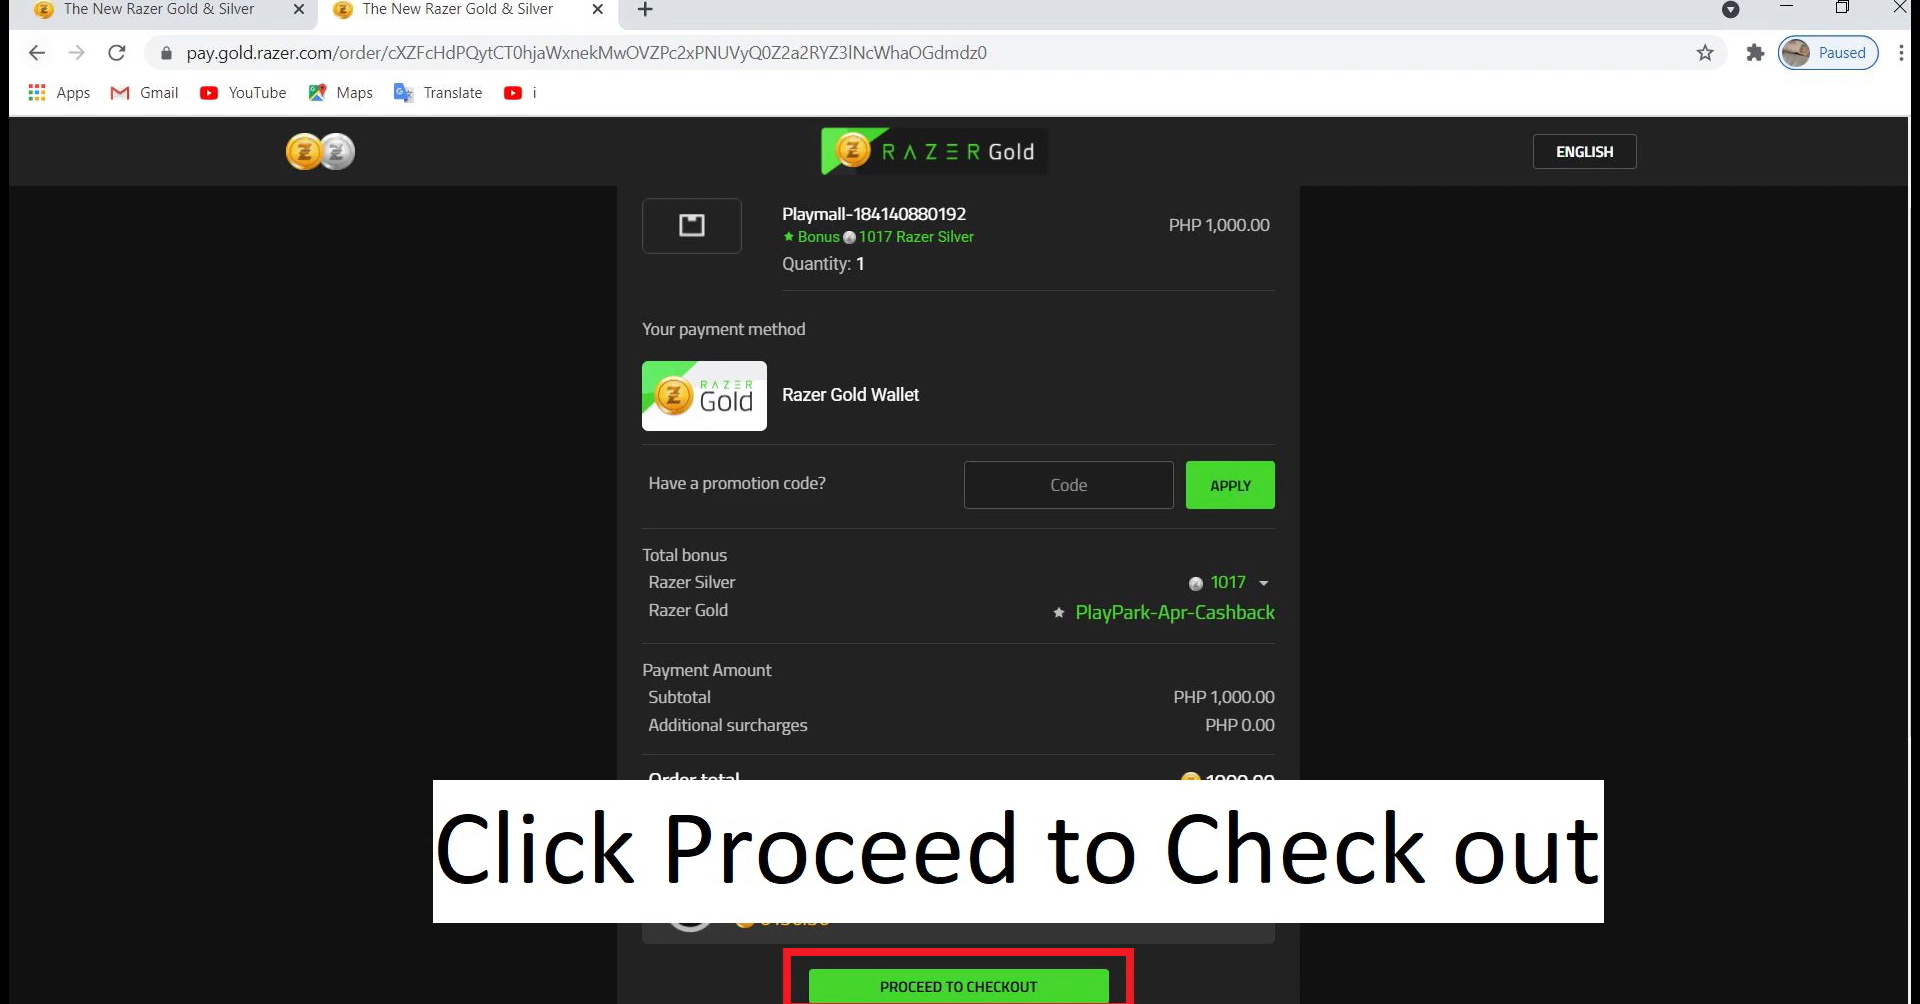 The New Razer Gold & Silver
The New Razer Gold & Silver
pay.gold.razer.com/order/cXZFcHdPQytCT0hjaWxnekMwOVZPc2xPNUVyQ0Z2a2RYZ3lNcWhaOGdmdz0
Paused
Apps
Gmail
YouTube
Maps
Translate
i
RAZER Gold
ENGLISH
Playmall-184140880192
PHP 1,000.00
Bonus 1017 Razer Silver
Quantity: 1
Your payment method
RAZER
Gold
Razer Gold Wallet
Have a promotion code?
Code
APPLY
Total bonus
Razer Silver
1017
Razer Gold
PlayPark-Apr-Cashback
Payment Amount
Subtotal
PHP 1,000.00
Additional surcharges
PHP 0.00
Order total
1000.00
Click Proceed to Check out
PROCEED TO CHECKOUT